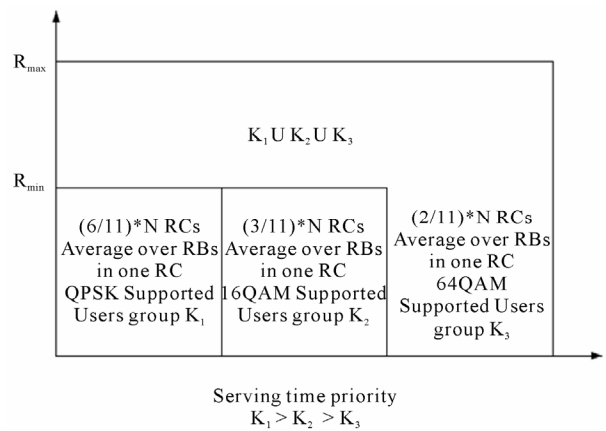 R_max
K₁ U K₂ U K₃
R_min
(6/11)*N RCs
Average over RBs
in one RC
QPSK Supported
Users group K₁
(3/11)*N RCs
Average over RBs
in one RC
16QAM Supported
Users group K₂
(2/11)*N RCs
Average over RBs
in one RC
64QAM
Supported Users
group K₃
Serving time priority
K₁ > K₂ > K₃